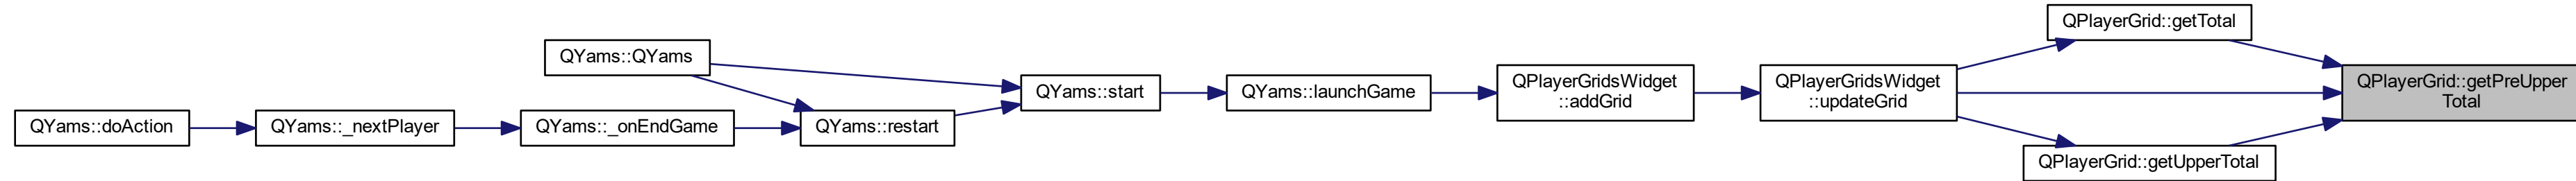 QYams::doAction
QYams::_nextPlayer
QYams::_onEndGame
QYams::QYams
QYams::restart
QYams::start
QYams::launchGame
QPlayerGridsWidget
::addGrid
QPlayerGridsWidget
::updateGrid
QPlayerGrid::getTotal
QPlayerGrid::getUpperTotal
QPlayerGrid::getPreUpper
Total